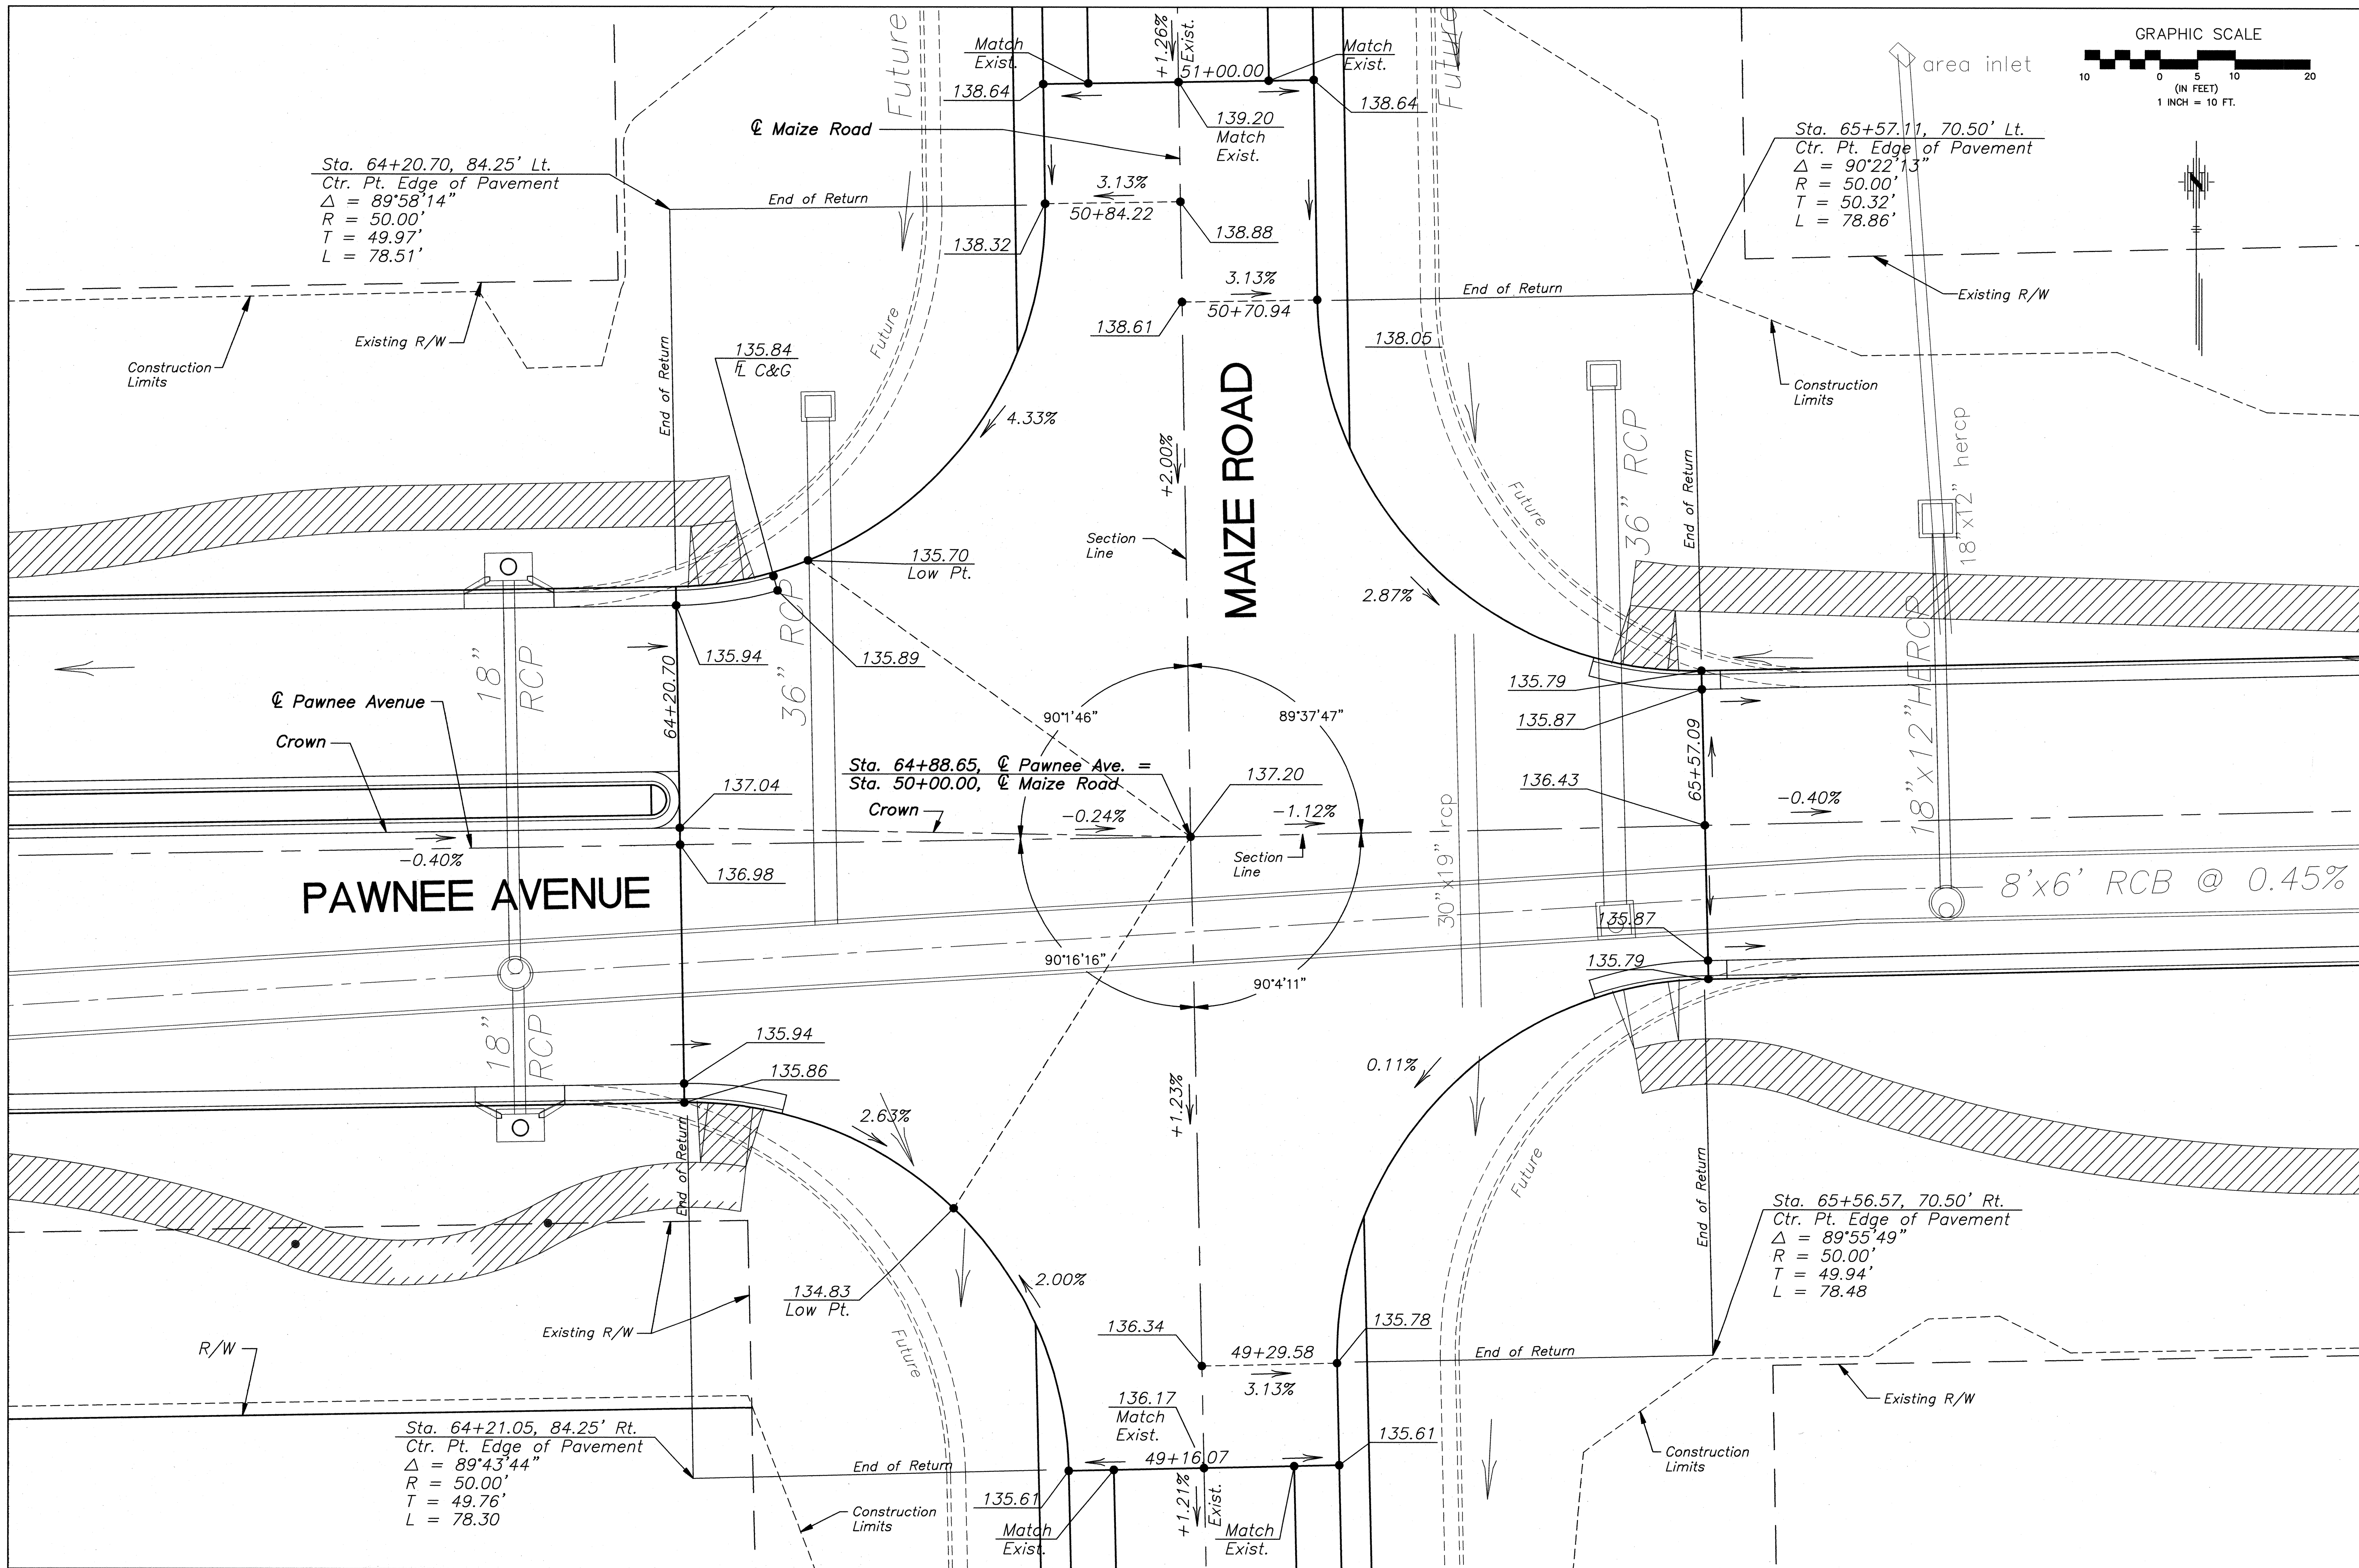 GRAPHIC SCALE
10 0 5 10 20
(IN FEET)
1 INCH = 10 FT.
Future
Match
Exist.
+1.26%
Exist.
51+00.00
Match
Exist.
Future
area inlet
138.64
138.64
℄ Maize Road
139.20
Match
Exist.
Sta. 64+20.70, 84.25' Lt.
Ctr. Pt. Edge of Pavement
△ = 89°58'14"
R = 50.00'
T = 49.97'
L = 78.51'
Sta. 65+57.11, 70.50' Lt.
Ctr. Pt. Edge of Pavement
△ = 90°22'13"
R = 50.00'
T = 50.32'
L = 78.86'
End of Return
3.13%
50+84.22
138.32
138.88
3.13%
50+70.94
138.61
End of Return
138.05
Existing R/W
Existing R/W
Construction
Limits
Construction
Limits
End of Return
135.84
FL C&G
Future
4.33%
+2.00%
MAIZE ROAD
36" RCP
End of Return
18"x12" hercp
Future
Section
Line
135.70
Low Pt.
2.87%
36" RCP
18"
RCP
135.94
135.89
64+20.70
℄ Pawnee Avenue
Crown
90°1'46"
89°37'47"
135.79
135.87
65+57.09
18"x12"HERCP
Sta. 64+88.65, ℄ Pawnee Ave. =
Sta. 50+00.00, ℄ Maize Road
137.20
136.43
137.04
Crown
-0.24%
-1.12%
-0.40%
30"x19" rcp
-0.40%
Section
Line
136.98
PAWNEE AVENUE
8'x6' RCB @ 0.45%
135.87
135.79
90°16'16"
90°4'11"
18"
RCP
135.94
135.86
2.63%
+1.23%
0.11%
End of Return
Future
End of Return
Sta. 65+56.57, 70.50' Rt.
Ctr. Pt. Edge of Pavement
△ = 89°55'49"
R = 50.00'
T = 49.94'
L = 78.48
134.83
Low Pt.
2.00%
Future
Existing R/W
R/W
136.34
135.78
49+29.58
3.13%
End of Return
Existing R/W
136.17
Match
Exist.
135.61
Sta. 64+21.05, 84.25' Rt.
Ctr. Pt. Edge of Pavement
△ = 89°43'44"
R = 50.00'
T = 49.76'
L = 78.30
End of Return
49+16.07
135.61
+1.21%
Exist.
Construction
Limits
Construction
Limits
Match
Exist.
Match
Exist.